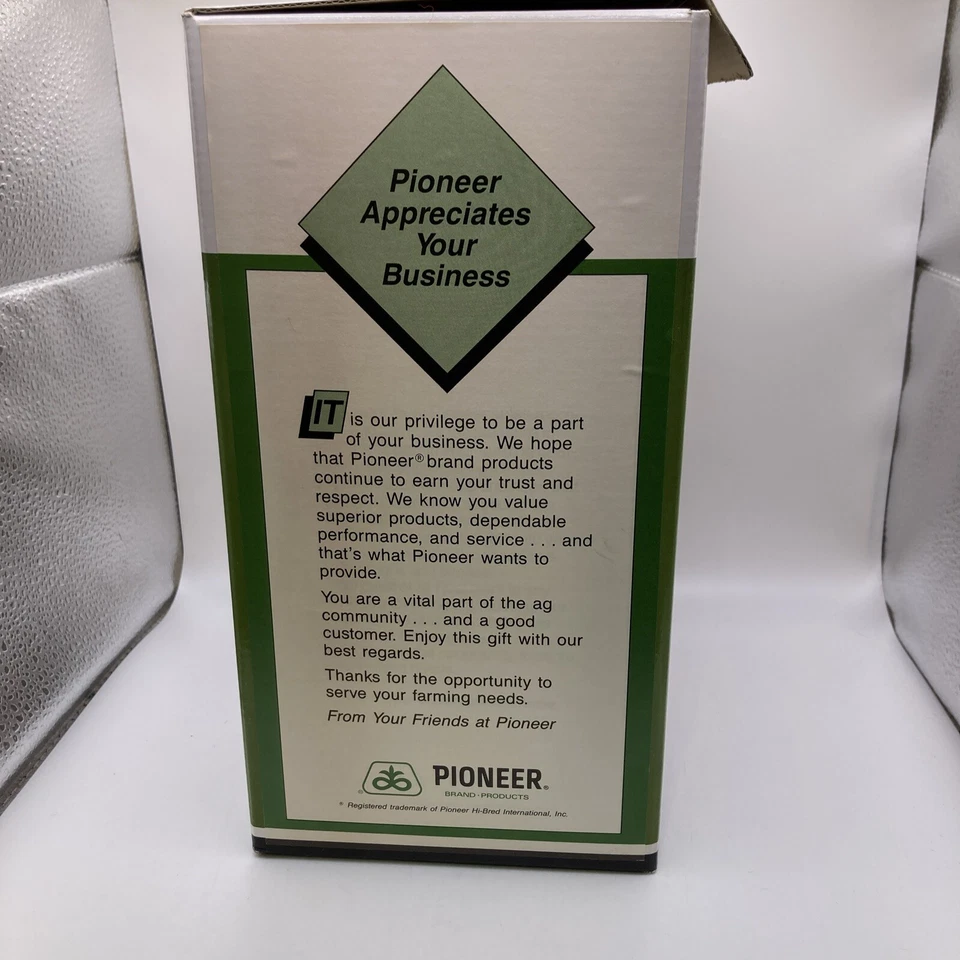 Pioneer
Appreciates
Your
Business
IT is our privilege to be a part
of your business. We hope
that Pioneer® brand products
continue to earn your trust and
respect. We know you value
superior products, dependable
performance, and service . . . and
that's what Pioneer wants to
provide.
You are a vital part of the ag
community . . . and a good
customer. Enjoy this gift with our
best regards.
Thanks for the opportunity to
serve your farming needs.
From Your Friends at Pioneer
® PIONEER®
BRAND · PRODUCTS
® Registered trademark of Pioneer Hi-Bred International, Inc.